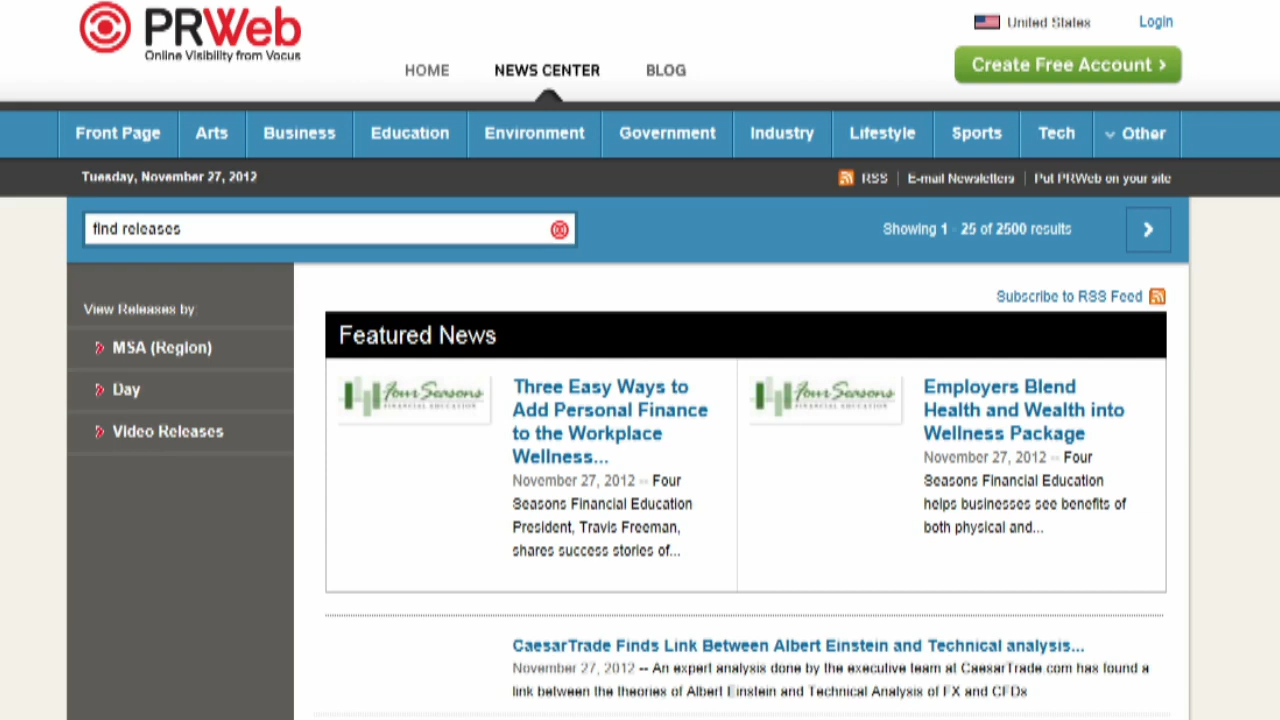 PRWeb
Online Visibility from Vocus
United States
Login
HOME
NEWS CENTER
BLOG
Create Free Account >
Front Page
Arts
Business
Education
Environment
Government
Industry
Lifestyle
Sports
Tech
Other
Tuesday, November 27, 2012
RSS | E-mail Newsletters | Put PRWeb on your site
find releases
Showing 1 - 25 of 2500 results
View Releases by:
MSA (Region)
Day
Video Releases
Subscribe to RSS Feed
Featured News
Four Seasons
FINANCIAL EDUCATION
Three Easy Ways to
Add Personal Finance
to the Workplace
Wellness...
November 27, 2012 -- Four
Seasons Financial Education
President, Travis Freeman,
shares success stories of...
Four Seasons
FINANCIAL EDUCATION
Employers Blend
Health and Wealth into
Wellness Package
November 27, 2012 -- Four
Seasons Financial Education
helps businesses see benefits of
both physical and...
CaesarTrade Finds Link Between Albert Einstein and Technical analysis...
November 27, 2012 -- An expert analysis done by the executive team at CaesarTrade.com has found a
link between the theories of Albert Einstein and Technical Analysis of FX and CFDs